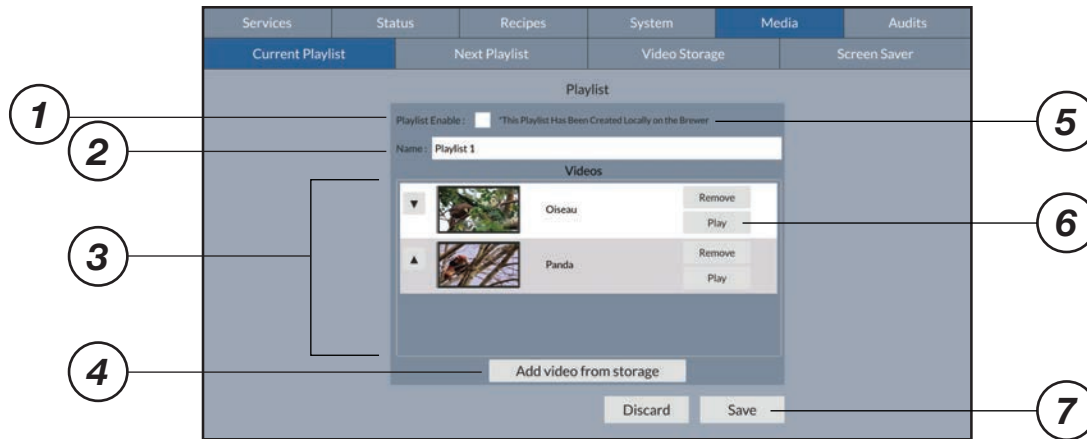 Services Status Recipes System Media Audits
Current Playlist Next Playlist Video Storage Screen Saver
Playlist
1 Playlist Enable : *This Playlist Has Been Created Locally on the Brewer 5
2 Name : Playlist 1
Videos
▼ Oiseau Remove
Play 6
3
▲ Panda Remove
Play
4 Add video from storage
Discard Save 7